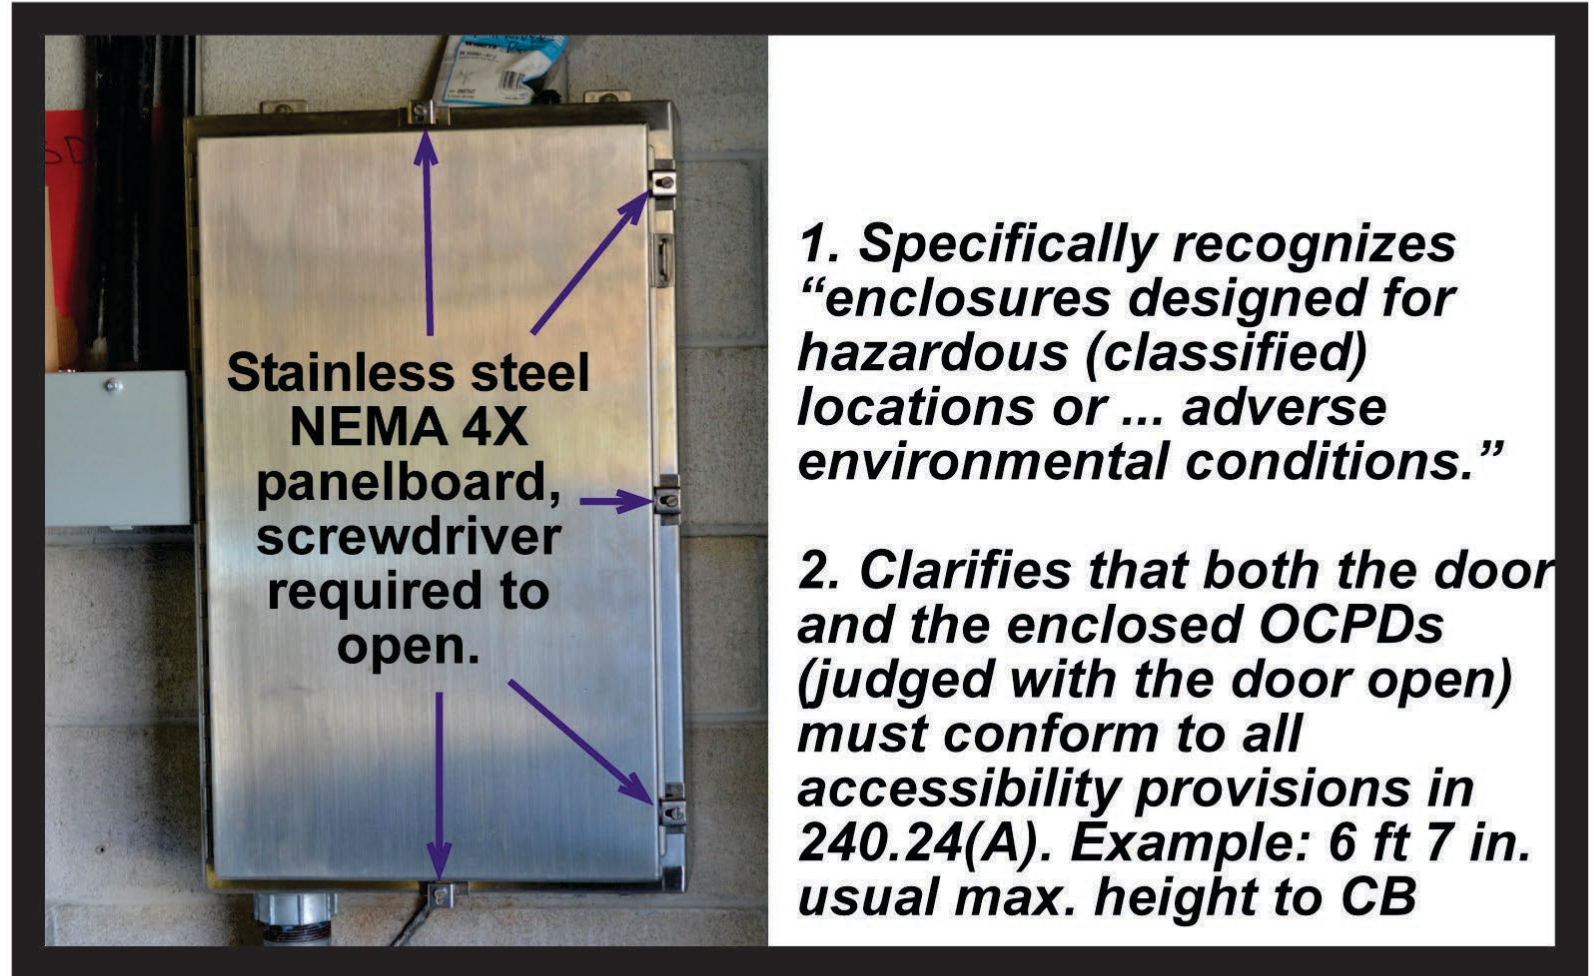 SD
Stainless steel
NEMA 4X
panelboard,
screwdriver
required to
open.
1. Specifically recognizes
“enclosures designed for
hazardous (classified)
locations or ... adverse
environmental conditions.”
2. Clarifies that both the door
and the enclosed OCPDs
(judged with the door open)
must conform to all
accessibility provisions in
240.24(A). Example: 6 ft 7 in.
usual max. height to CB